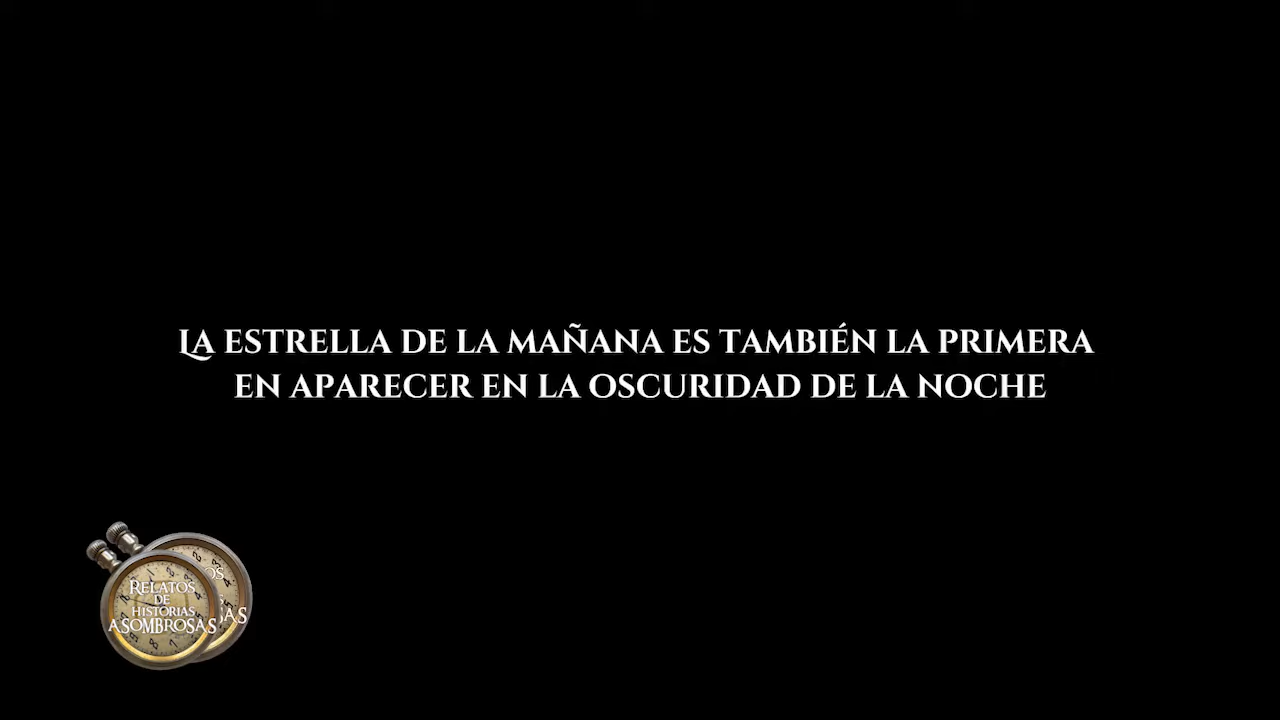 La estrella de la mañana es también la primera
en aparecer en la oscuridad de la noche
Relatos
de
Historias
Asombrosas